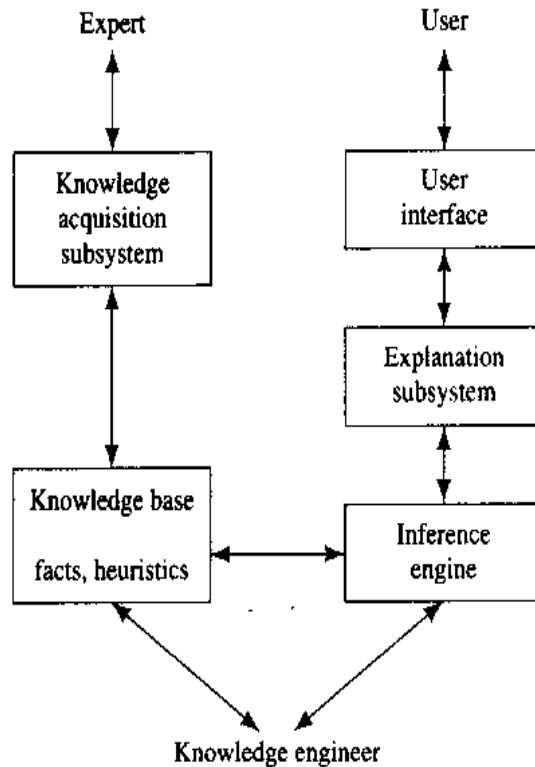 Expert
User
Knowledge
acquisition
subsystem
User
interface
Explanation
subsystem
Knowledge base
facts, heuristics
Inference
engine
Knowledge engineer